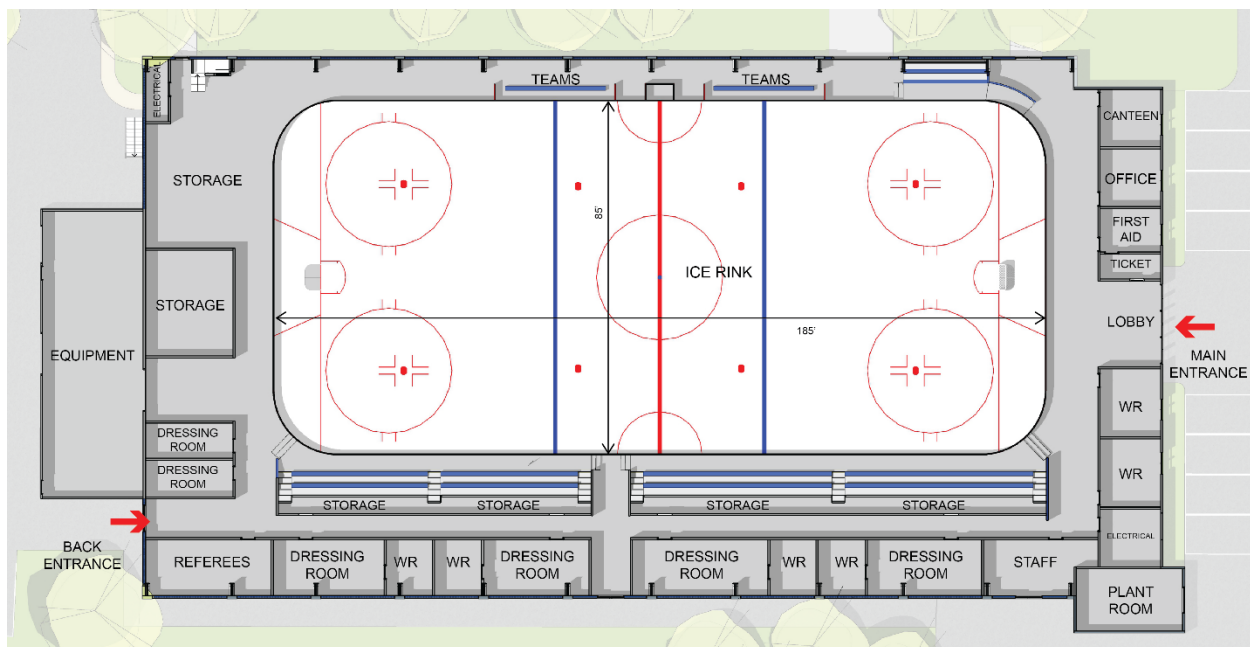 TEAMS
TEAMS
ELECTRICAL
CANTEEN
STORAGE
OFFICE
85'
FIRST
AID
TICKET
ICE RINK
STORAGE
LOBBY
185'
EQUIPMENT
MAIN
ENTRANCE
WR
DRESSING
ROOM
DRESSING
ROOM
WR
STORAGE
STORAGE
STORAGE
STORAGE
ELECTRICAL
BACK
ENTRANCE
REFEREES
DRESSING
ROOM
WR
WR
DRESSING
ROOM
DRESSING
ROOM
WR
WR
DRESSING
ROOM
STAFF
PLANT
ROOM